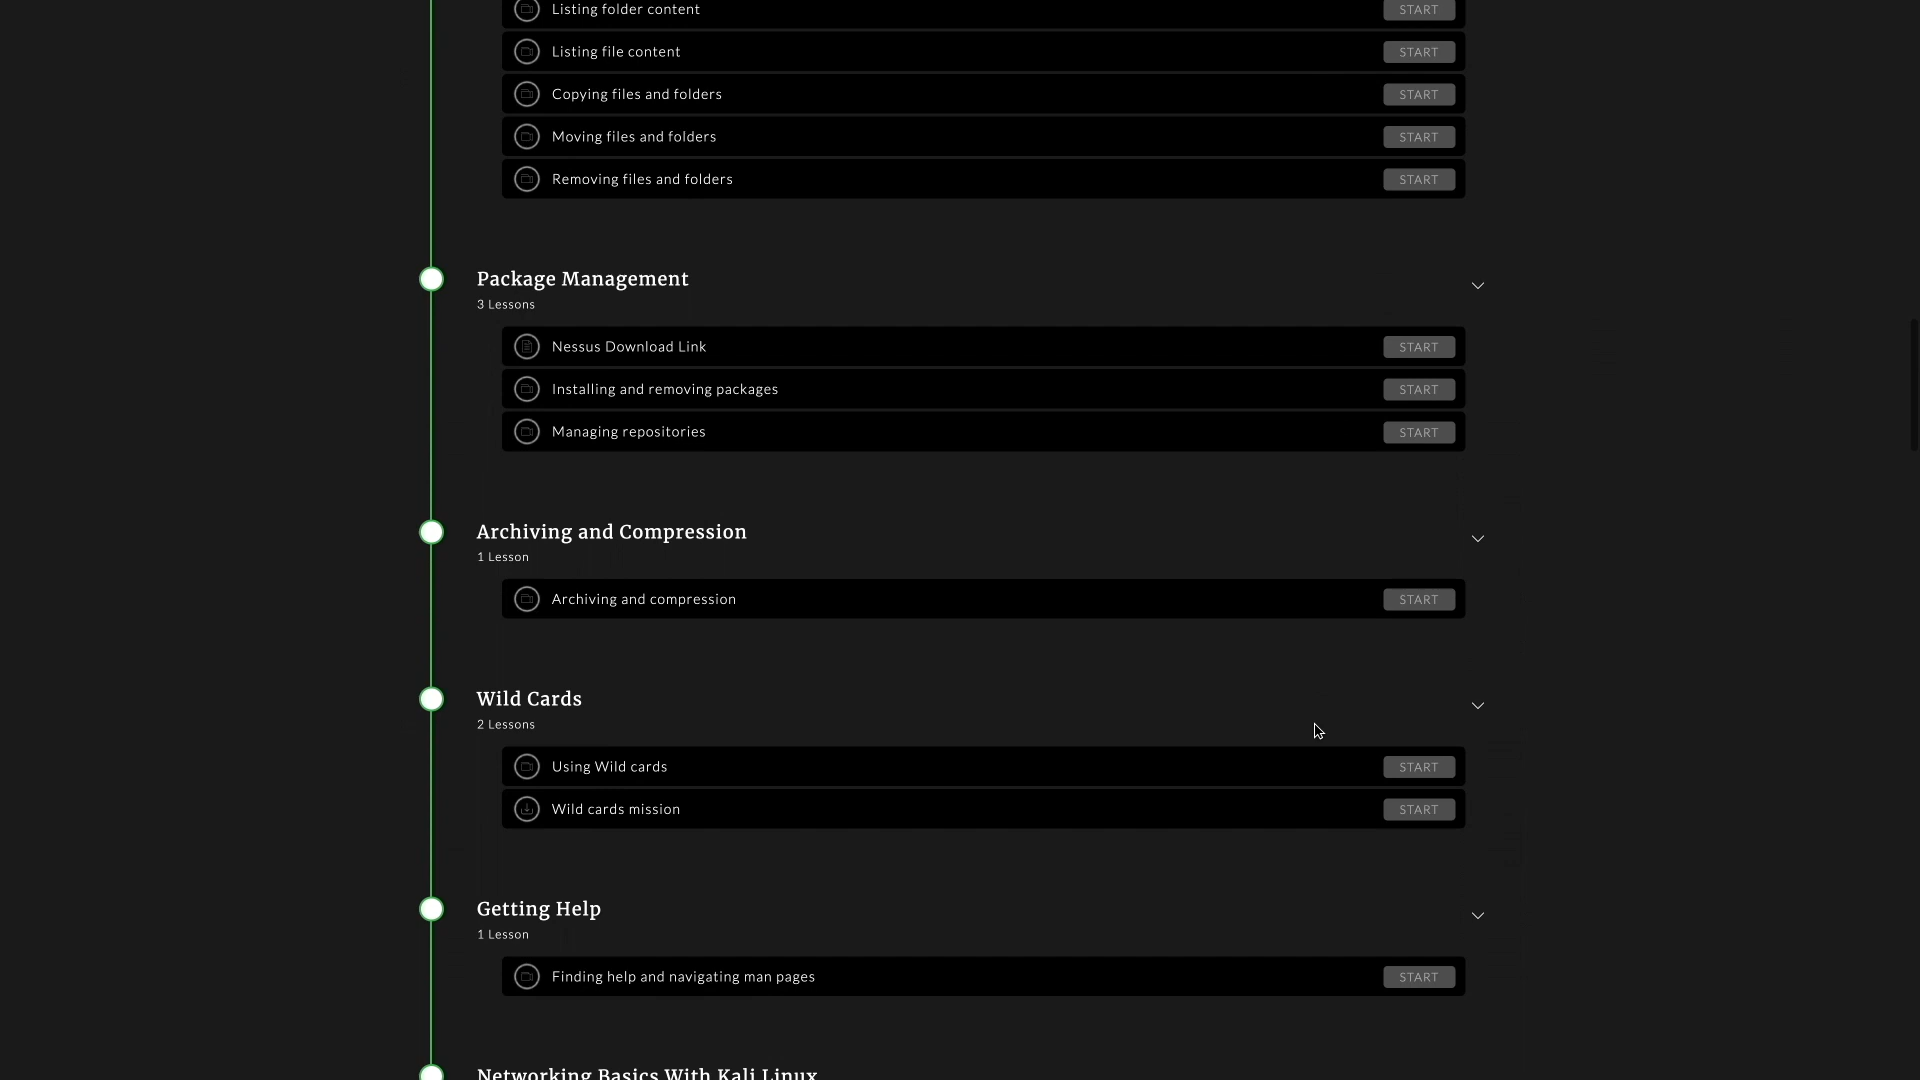 Listing folder content START
Listing file content START
Copying files and folders START
Moving files and folders START
Removing files and folders START
Package Management
3 Lessons
Nessus Download Link START
Installing and removing packages START
Managing repositories START
Archiving and Compression
1 Lesson
Archiving and compression START
Wild Cards
2 Lessons
Using Wild cards START
Wild cards mission START
Getting Help
1 Lesson
Finding help and navigating man pages START
Networking Basics With Kali Linux